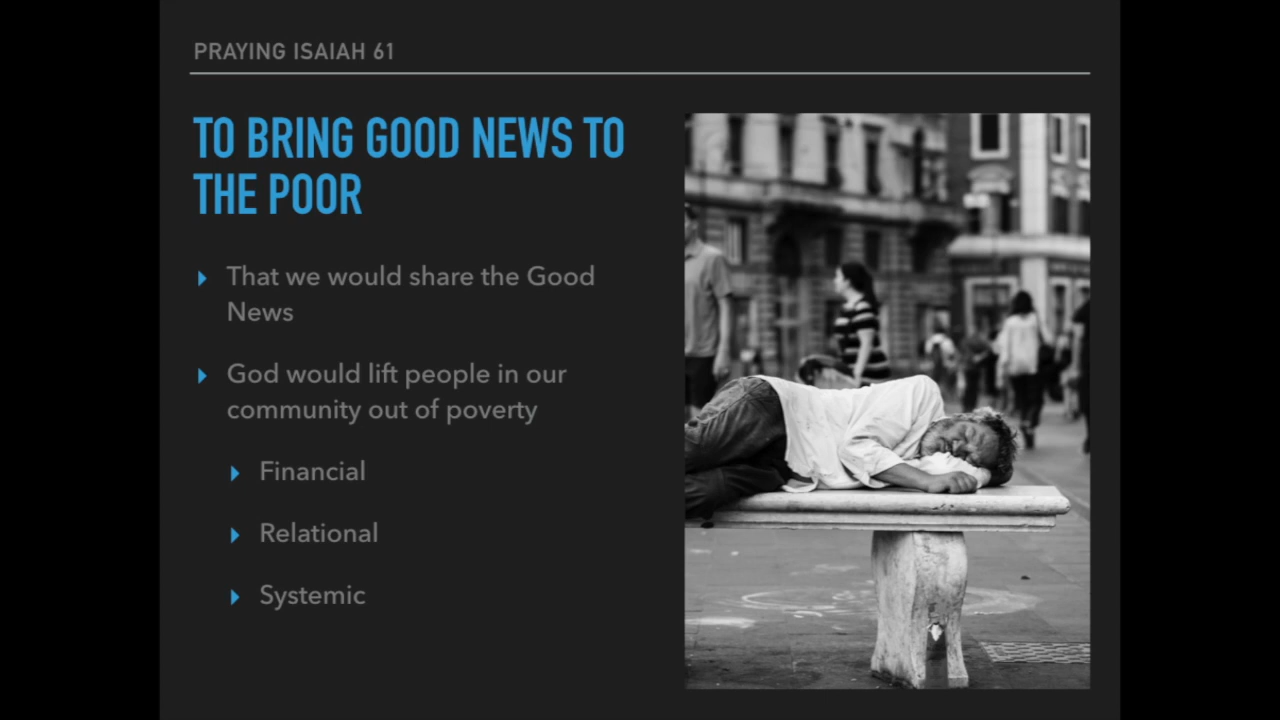 PRAYING ISAIAH 61
TO BRING GOOD NEWS TO
THE POOR
That we would share the Good
News
God would lift people in our
community out of poverty
Financial
Relational
Systemic